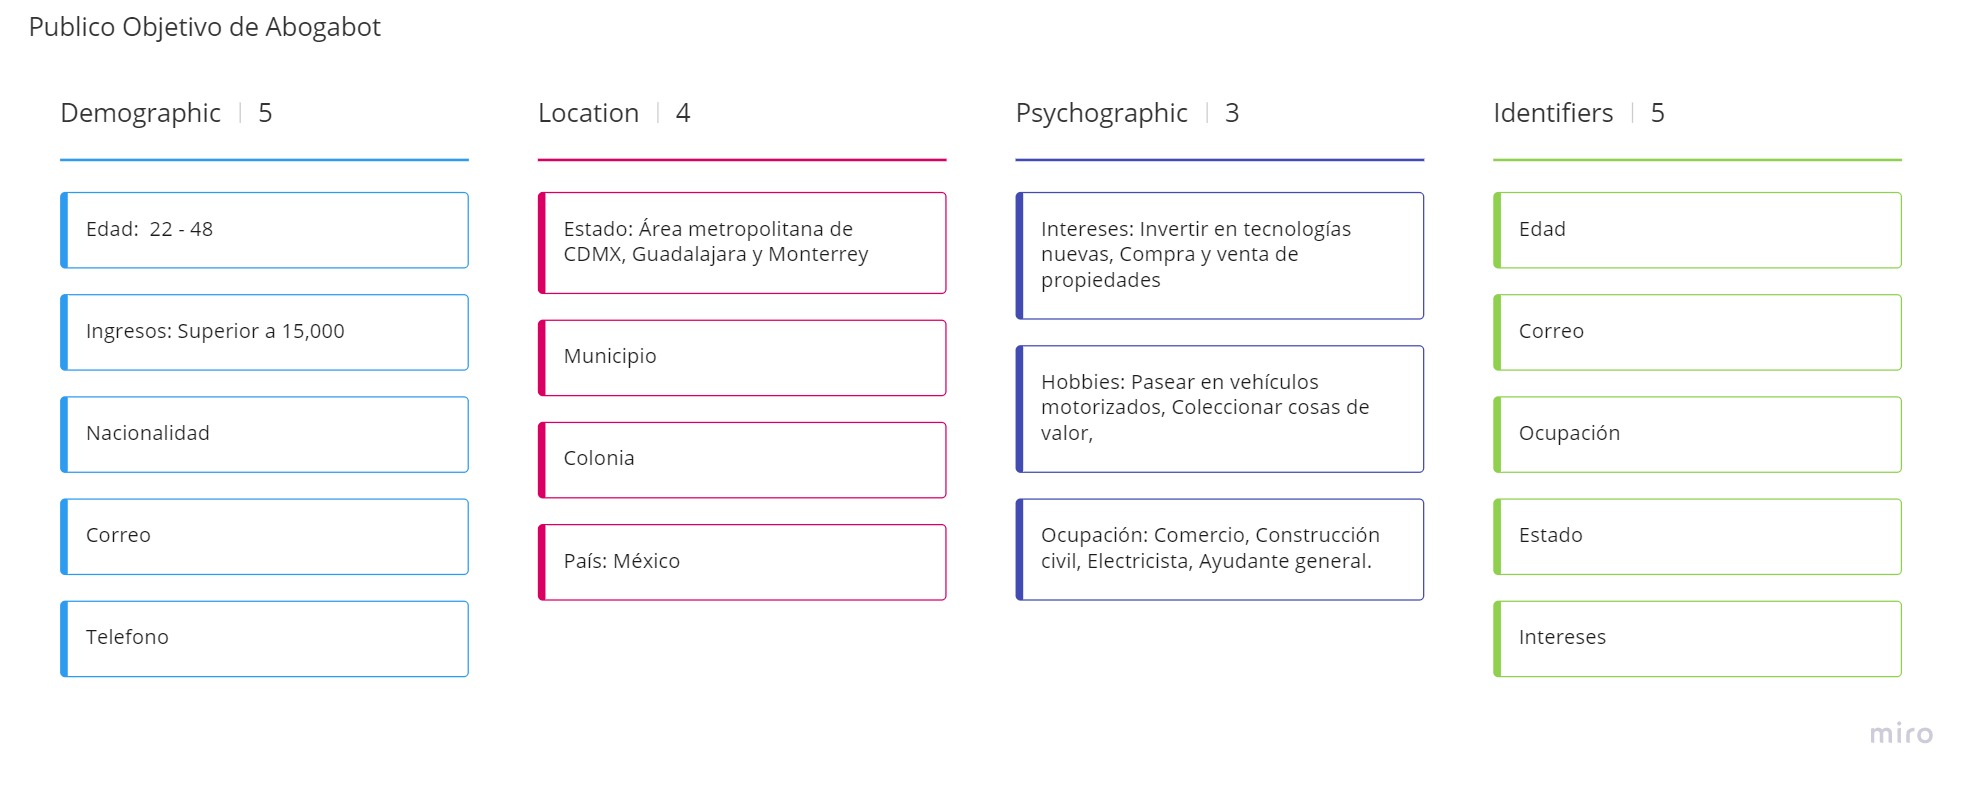 Publico Objetivo de Abogabot
Demographic | 5
Edad:  22 - 48
Ingresos: Superior a 15,000
Nacionalidad
Correo
Telefono
Location | 4
Estado: Área metropolitana de
CDMX, Guadalajara y Monterrey
Municipio
Colonia
País: México
Psychographic | 3
Intereses: Invertir en tecnologías
nuevas, Compra y venta de
propiedades
Hobbies: Pasear en vehículos
motorizados, Coleccionar cosas de
valor,
Ocupación: Comercio, Construcción
civil, Electricista, Ayudante general.
Identifiers | 5
Edad
Correo
Ocupación
Estado
Intereses
miro